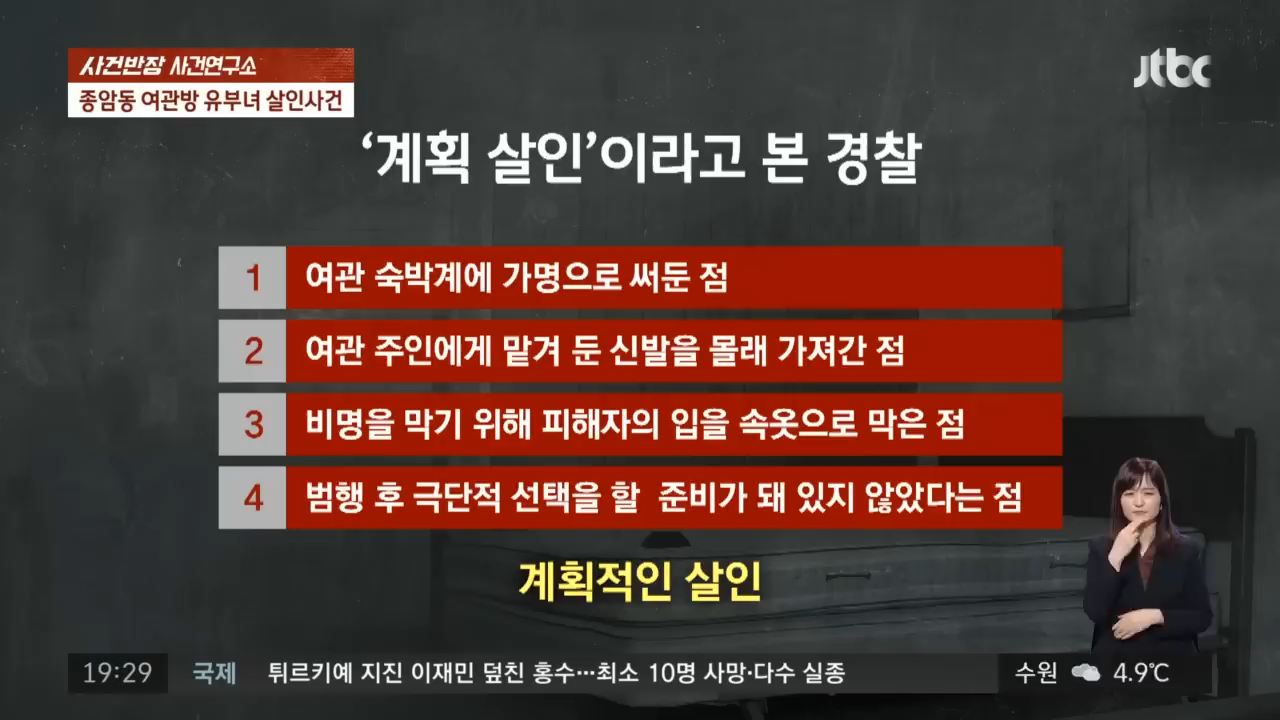 사건반장 사건연구소
jtbc
종암동 여관방 유부녀 살인사건
‘계획 살인’이라고 본 경찰
1 여관 숙박계에 가명으로 써둔 점
2 여관 주인에게 맡겨 둔 신발을 몰래 가져간 점
3 비명을 막기 위해 피해자의 입을 속옷으로 막은 점
4 범행 후 극단적 선택을 할 준비가 돼 있지 않았다는 점
계획적인 살인
19:29 국제 튀르키예 지진 이재민 덮친 홍수…최소 10명 사망·다수 실종 수원 4.9℃